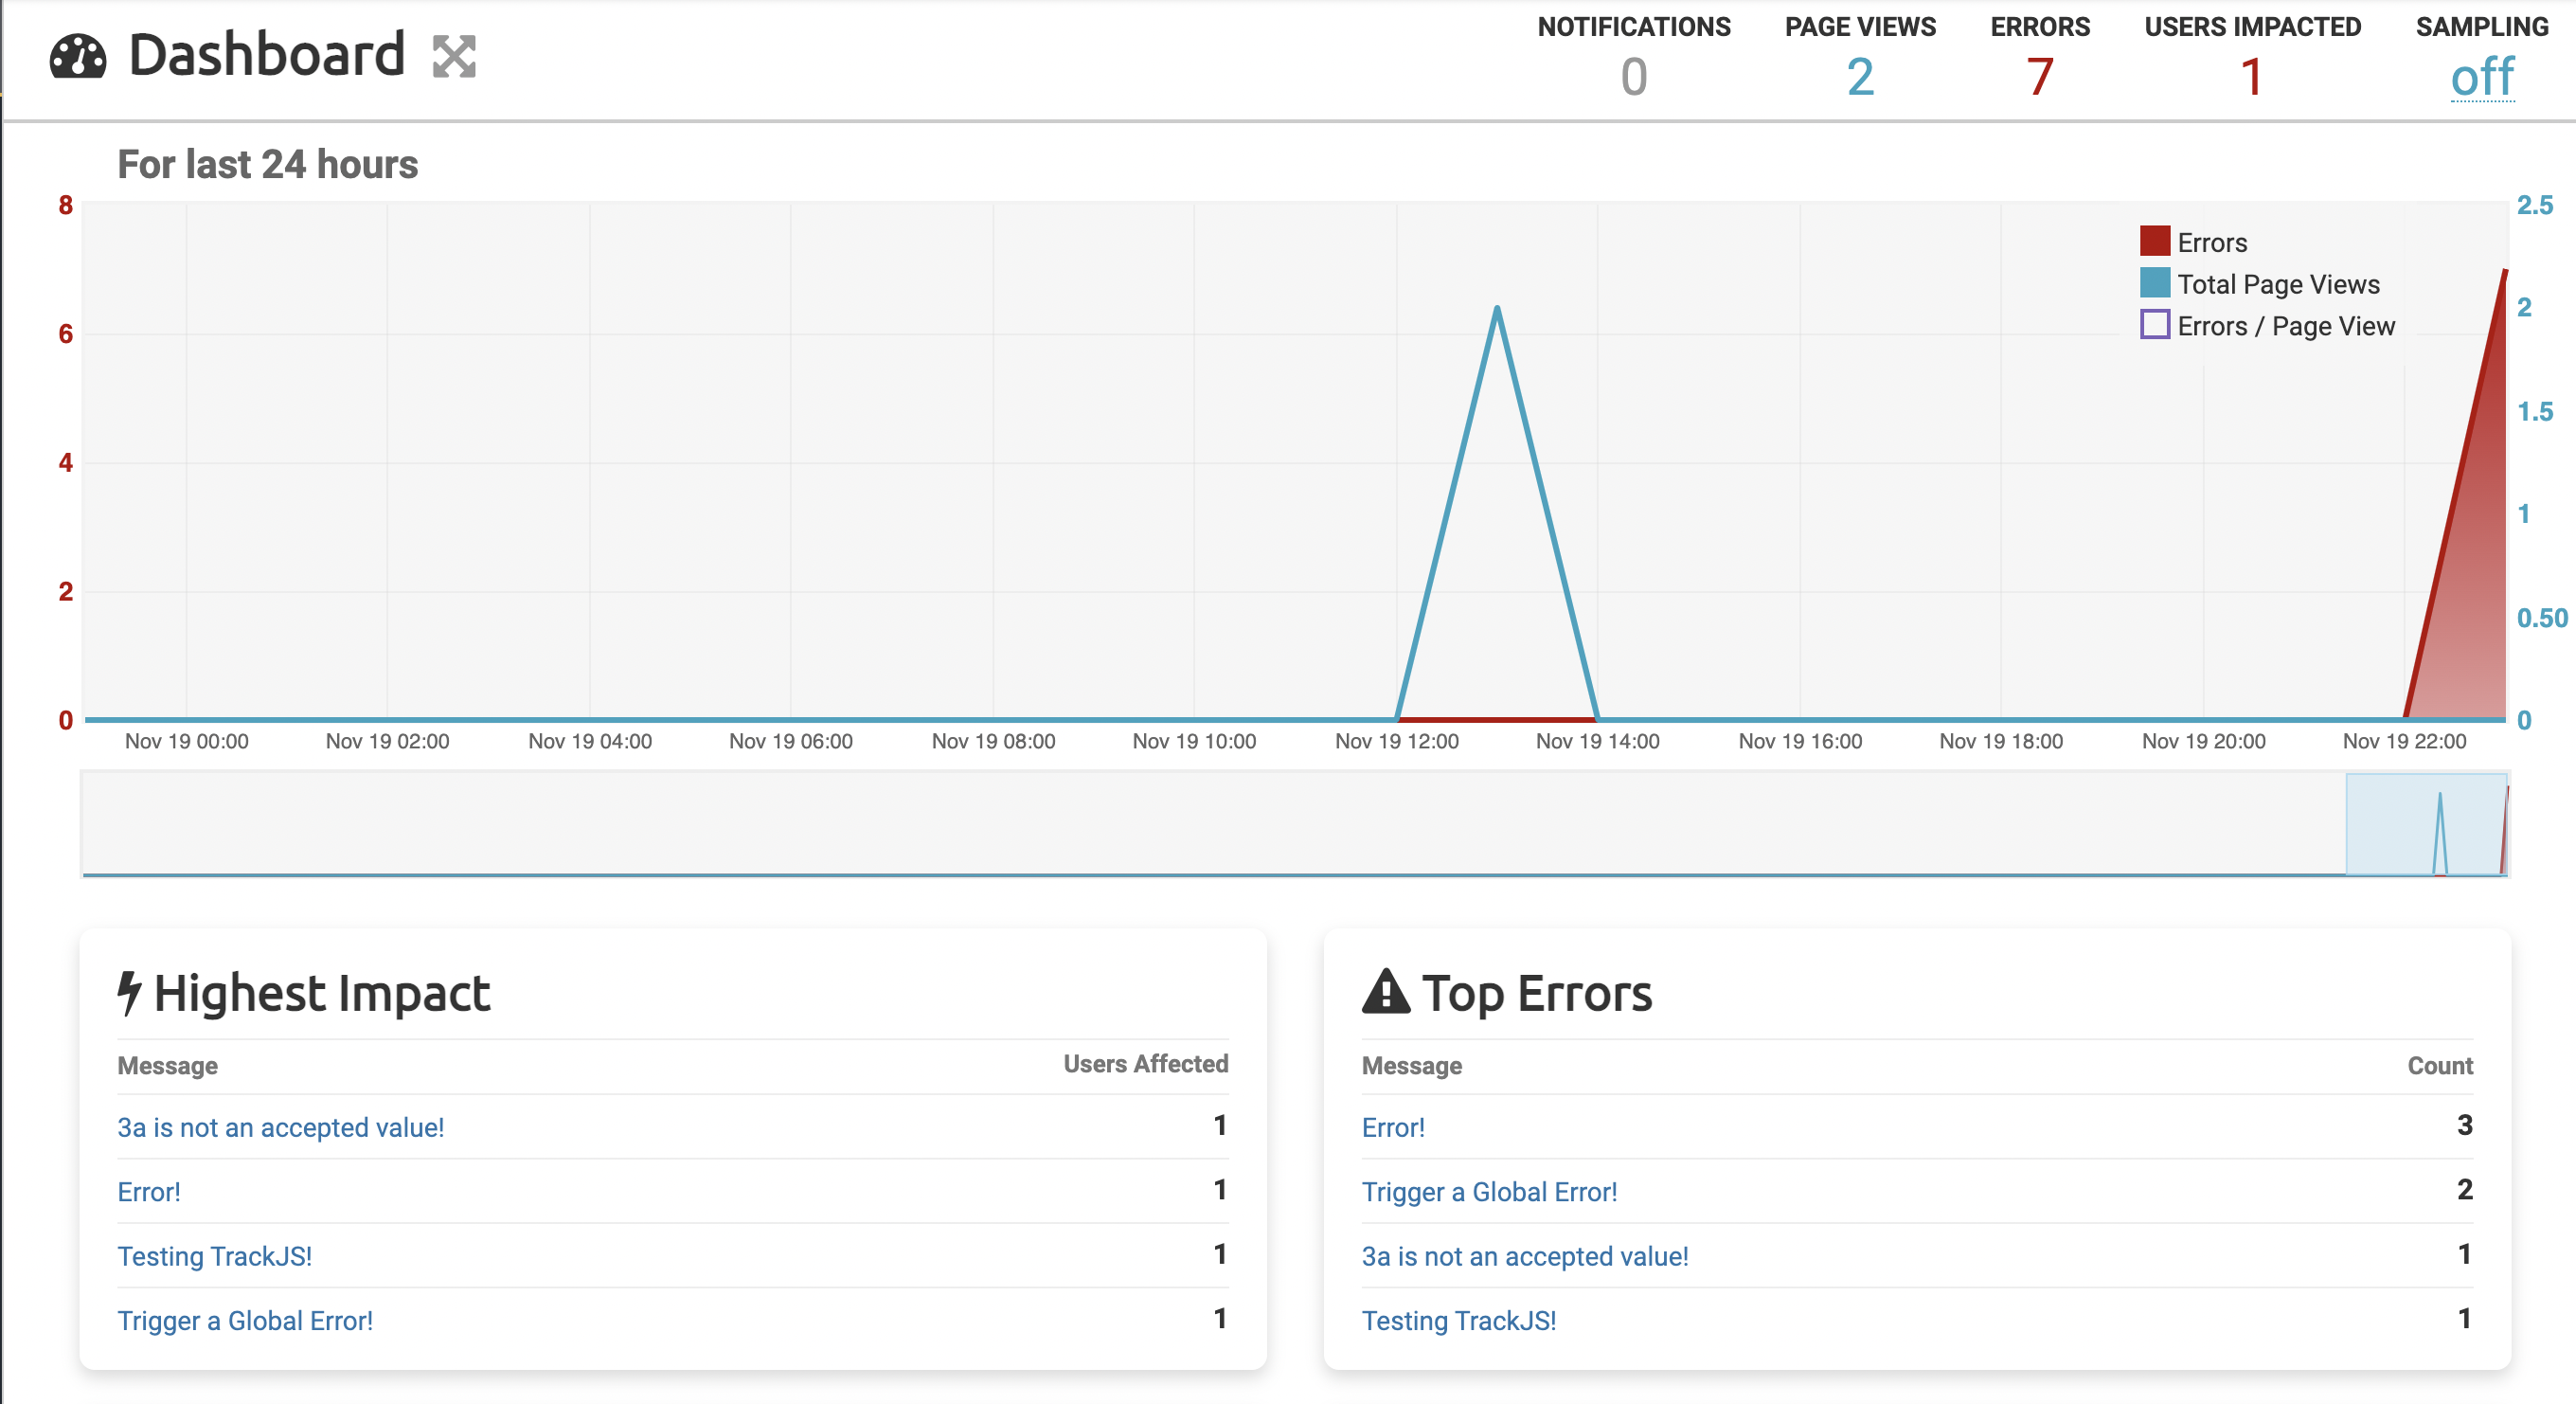 Dashboard
NOTIFICATIONS PAGE VIEWS ERRORS USERS IMPACTED SAMPLING
0 2 7 1 off
For last 24 hours
8
6
4
2
0
2.5
2
1.5
1
0.50
0
Errors
Total Page Views
Errors / Page View
Nov 19 00:00 Nov 19 02:00 Nov 19 04:00 Nov 19 06:00 Nov 19 08:00 Nov 19 10:00 Nov 19 12:00 Nov 19 14:00 Nov 19 16:00 Nov 19 18:00 Nov 19 20:00 Nov 19 22:00
Highest Impact
Message Users Affected
3a is not an accepted value! 1
Error! 1
Testing TrackJS! 1
Trigger a Global Error! 1
Top Errors
Message Count
Error! 3
Trigger a Global Error! 2
3a is not an accepted value! 1
Testing TrackJS! 1